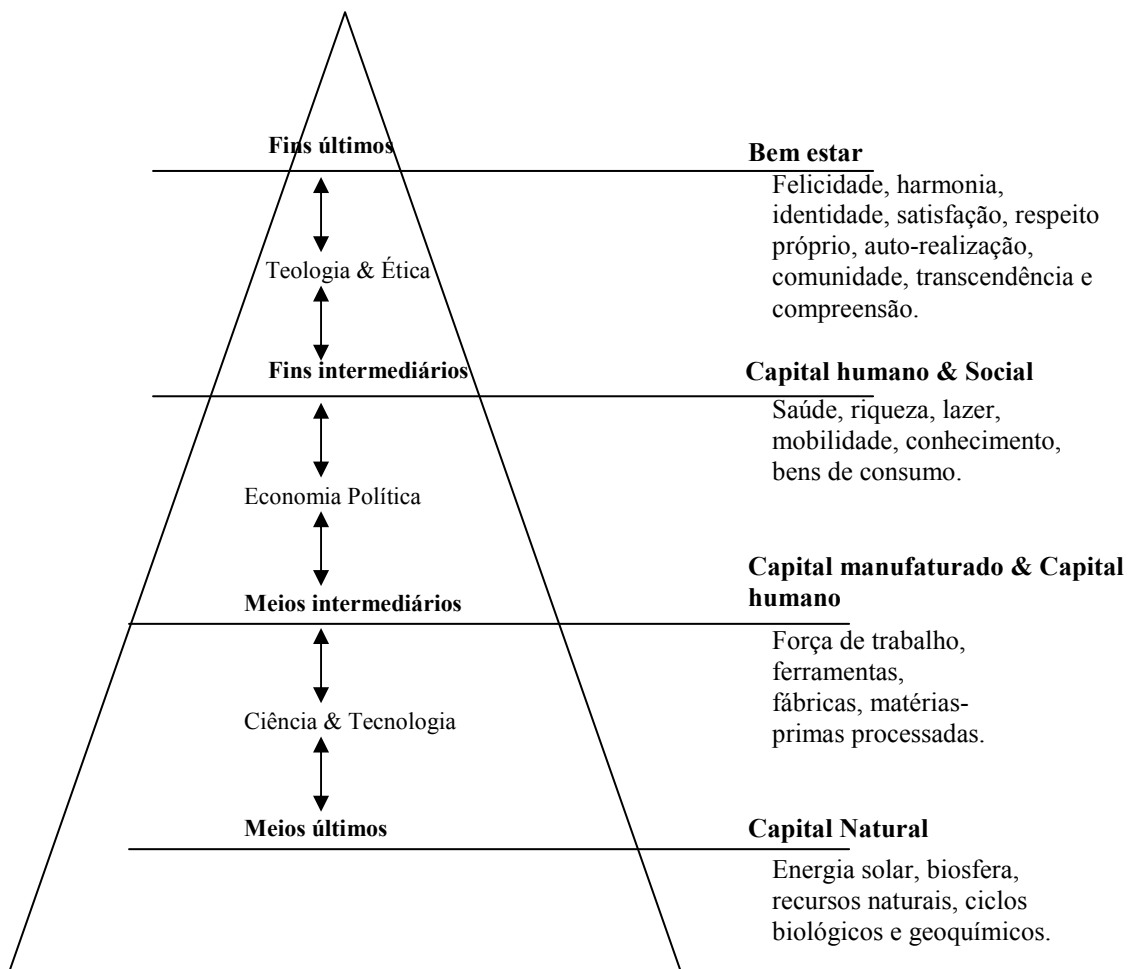 Fins últimos
Bem estar
Felicidade, harmonia,
identidade, satisfação, respeito
próprio, auto-realização,
comunidade, transcendência e
compreensão.
Teologia & Ética
Fins intermediários
Capital humano & Social
Saúde, riqueza, lazer,
mobilidade, conhecimento,
bens de consumo.
Economia Política
Meios intermediários
Capital manufaturado & Capital
humano
Força de trabalho,
ferramentas,
fábricas, matérias-
primas processadas.
Ciência & Tecnologia
Meios últimos
Capital Natural
Energia solar, biosfera,
recursos naturais, ciclos
biológicos e geoquímicos.